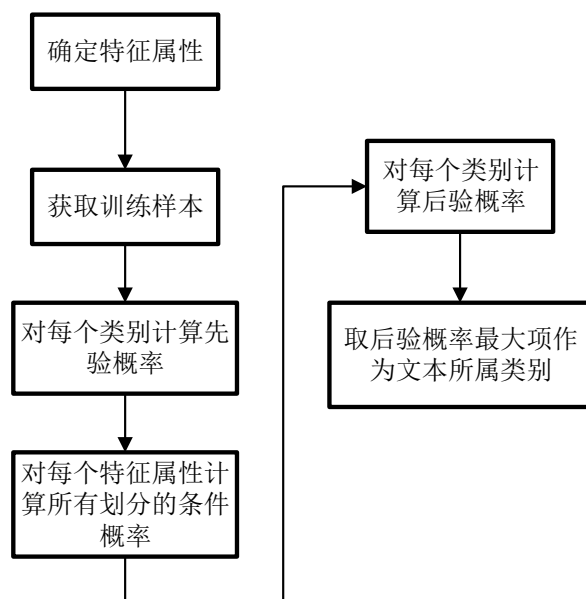 确定特征属性
获取训练样本
对每个类别计算先
验概率
对每个特征属性计
算所有划分的条件
概率
对每个类别计
算后验概率
取后验概率最大项作
为文本所属类别